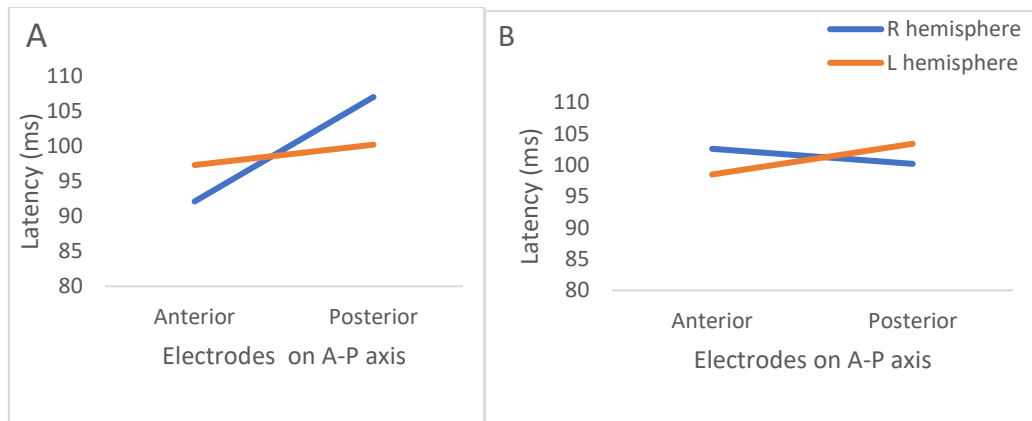 A
Latency (ms)
110
105
100
95
90
85
80
Anterior Posterior
Electrodes on A-P axis
B
R hemisphere
L hemisphere
Latency (ms)
110
105
100
95
90
85
80
Anterior Posterior
Electrodes on A-P axis